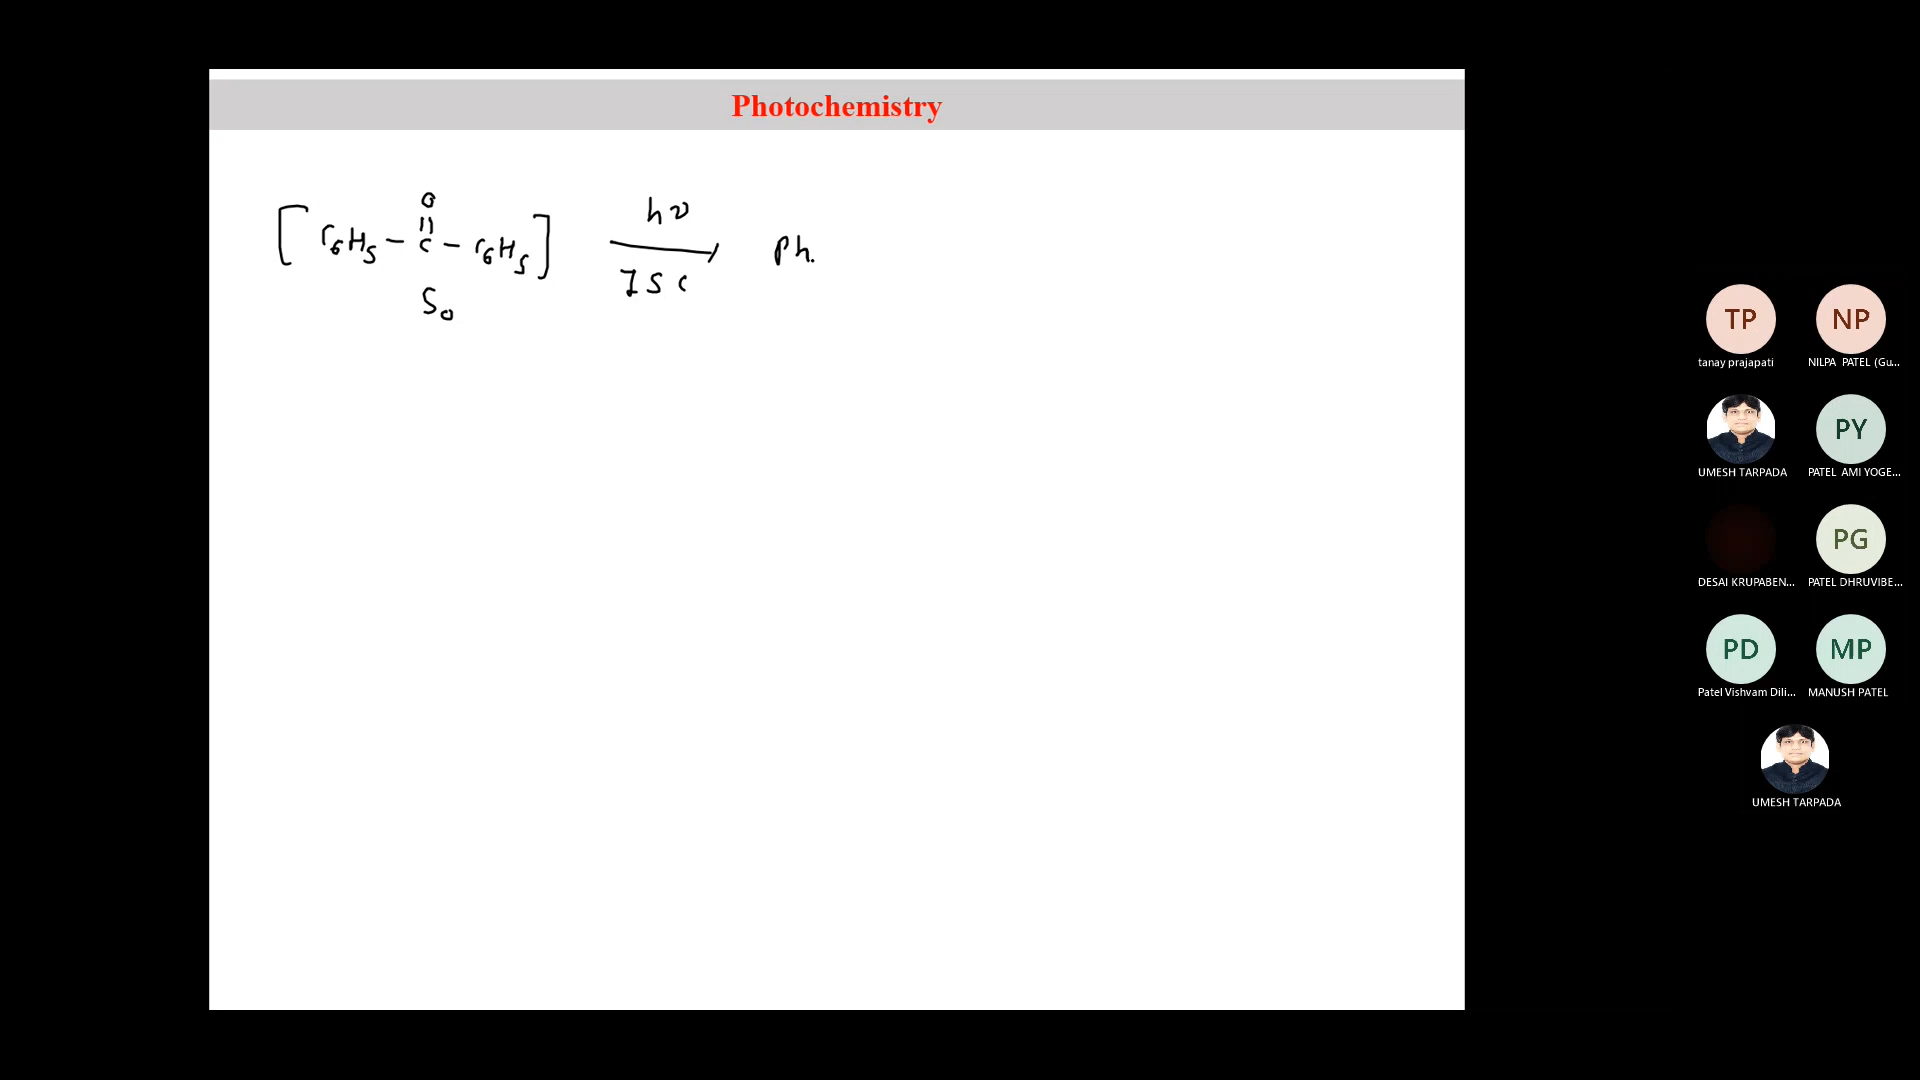 Photochemistry
O
[ C6H5 – C – C6H5 ] hν Ph.
ISC
S0
TP NP
tanay prajapati NILPA PATEL (Gu...
PY
UMESH TARPADA PATEL AMI YOGE...
PG
DESAI KRUPABEN... PATEL DHRUVIBE...
PD MP
Patel Vishvam Dili... MANUSH PATEL
UMESH TARPADA